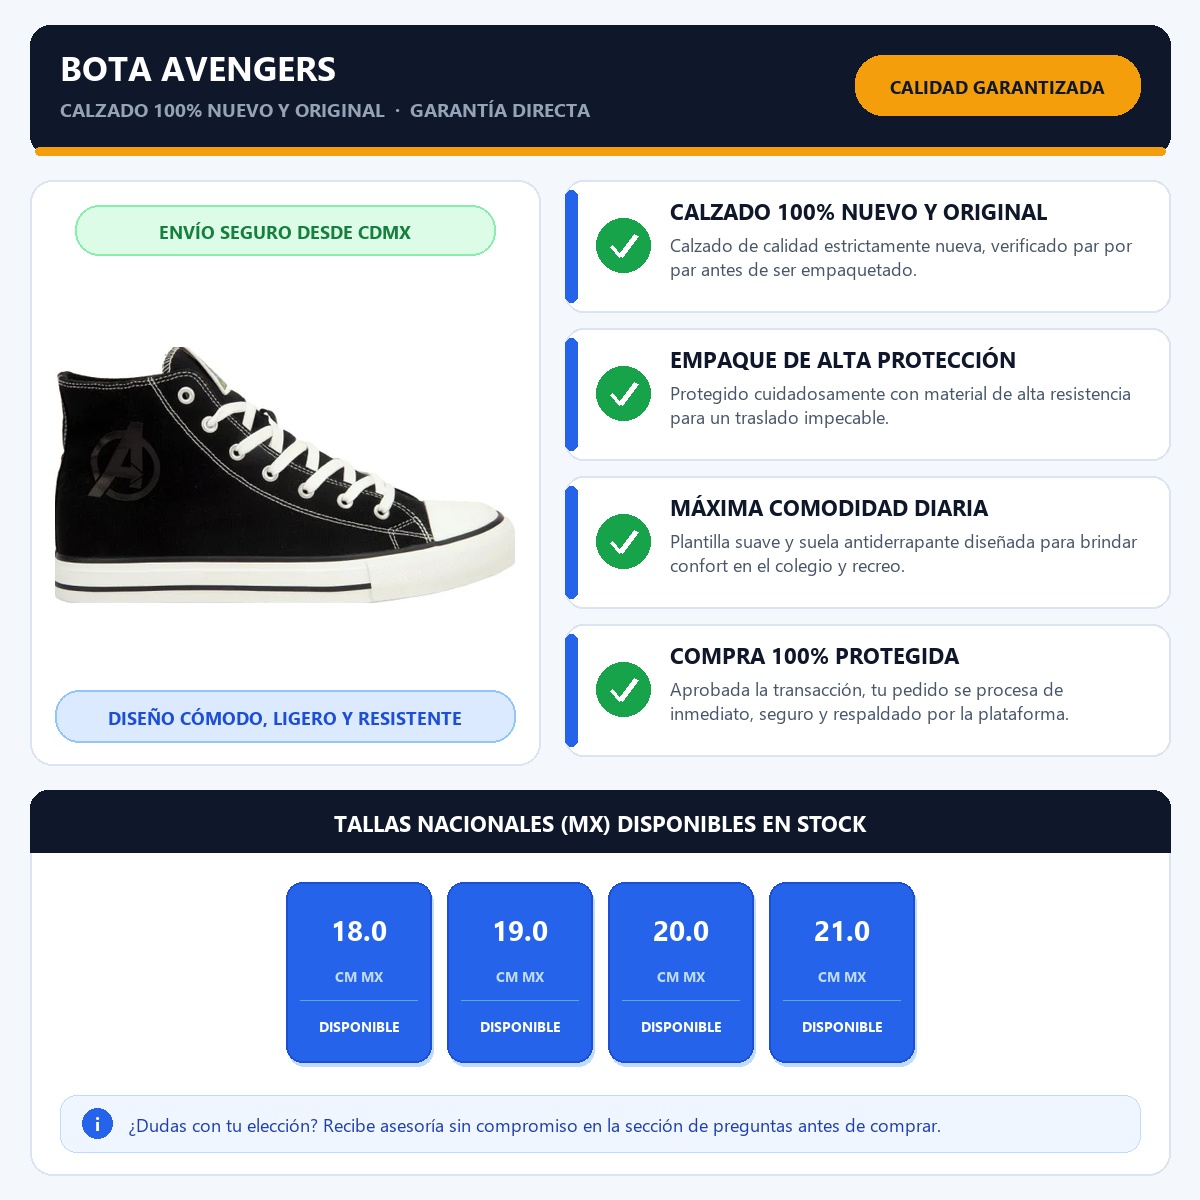 BOTA AVENGERS
CALZADO 100% NUEVO Y ORIGINAL · GARANTÍA DIRECTA
CALIDAD GARANTIZADA
ENVÍO SEGURO DESDE CDMX
DISEÑO CÓMODO, LIGERO Y RESISTENTE
CALZADO 100% NUEVO Y ORIGINAL
Calzado de calidad estrictamente nueva, verificado par por
par antes de ser empaquetado.
EMPAQUE DE ALTA PROTECCIÓN
Protegido cuidadosamente con material de alta resistencia
para un traslado impecable.
MÁXIMA COMODIDAD DIARIA
Plantilla suave y suela antiderrapante diseñada para brindar
confort en el colegio y recreo.
COMPRA 100% PROTEGIDA
Aprobada la transacción, tu pedido se procesa de
inmediato, seguro y respaldado por la plataforma.
TALLAS NACIONALES (MX) DISPONIBLES EN STOCK
18.0
CM MX
DISPONIBLE
19.0
CM MX
DISPONIBLE
20.0
CM MX
DISPONIBLE
21.0
CM MX
DISPONIBLE
¿Dudas con tu elección? Recibe asesoría sin compromiso en la sección de preguntas antes de comprar.